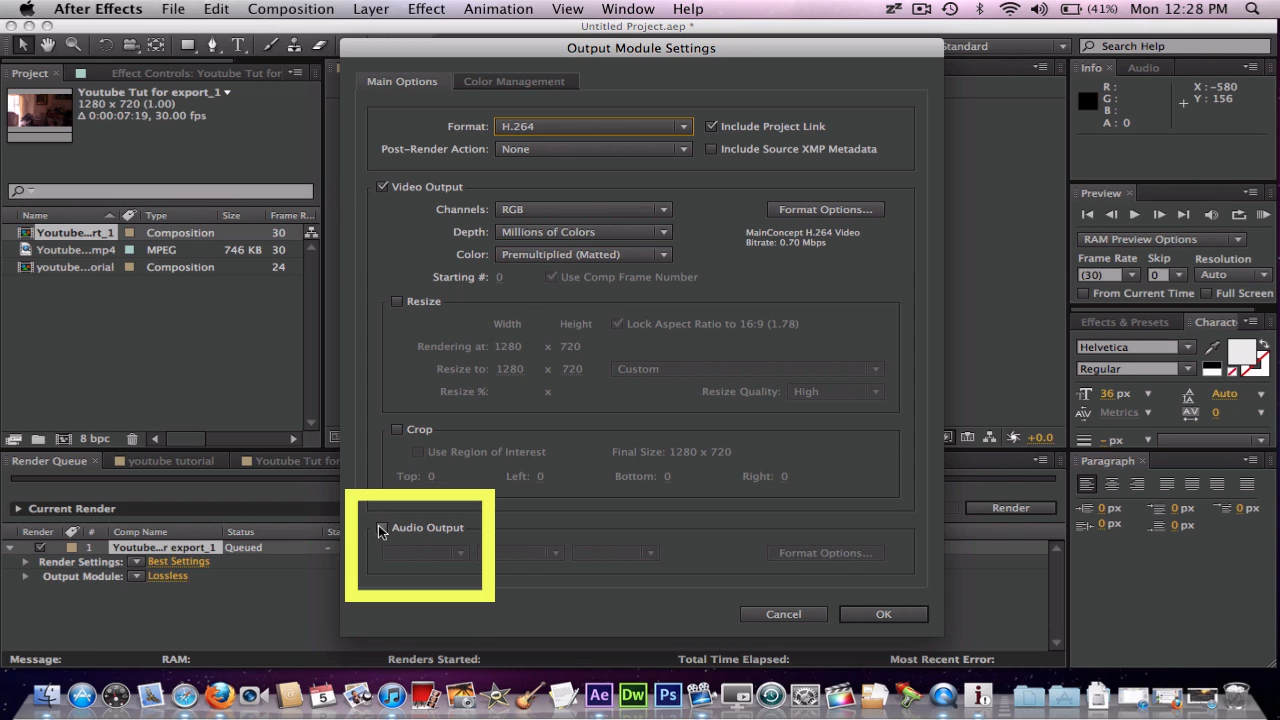 After Effects File Edit Composition Layer Effect Animation View Window Help (41%) Mon 12:28 PM
Untitled Project.aep *
Standard Search Help
Output Module Settings
Project × Effect Controls: Youtube Tut for
Youtube Tut for export_1
1280 x 720 (1.00)
Δ 0:00:07:19, 30.00 fps
Name Type Size Frame R...
Youtube...rt_1 Composition 30
Youtube....mp4 MPEG 746 KB 30
youtube...orial Composition 24
8 bpc
Main Options Color Management
Format: H.264 Include Project Link
Post-Render Action: None Include Source XMP Metadata
Video Output
Channels: RGB Format Options...
Depth: Millions of Colors MainConcept H.264 Video
Bitrate: 0.70 Mbps
Color: Premultiplied (Matted)
Starting #: 0 Use Comp Frame Number
Resize
Width Height Lock Aspect Ratio to 16:9 (1.78)
Rendering at: 1280 x 720
Resize to: 1280 x 720 Custom
Resize %: x Resize Quality: High
Crop
Use Region of Interest Final Size: 1280 x 720
Top: 0 Left: 0 Bottom: 0 Right: 0
Audio Output
Format Options...
Cancel OK
Info × Audio
R : X : -580
G : Y : 156
B :
A : 0
Preview ×
RAM Preview Options
Frame Rate Skip Resolution
(30) 0 Auto
From Current Time Full Screen
Effects & Presets Charact
Helvetica
Regular
36 px Auto
Metrics 0
- px
+0.0
Paragraph ×
0 px 0 px 0 px
0 px 0 px
Render Queue × youtube tutorial Youtube Tut for
Current Render Render
Render # Comp Name Status Sta
1 Youtube...r export_1 Queued -
Render Settings: Best Settings
Output Module: Lossless
Message: RAM: Renders Started: Total Time Elapsed: Most Recent Error:
5 Ae Dw Ps